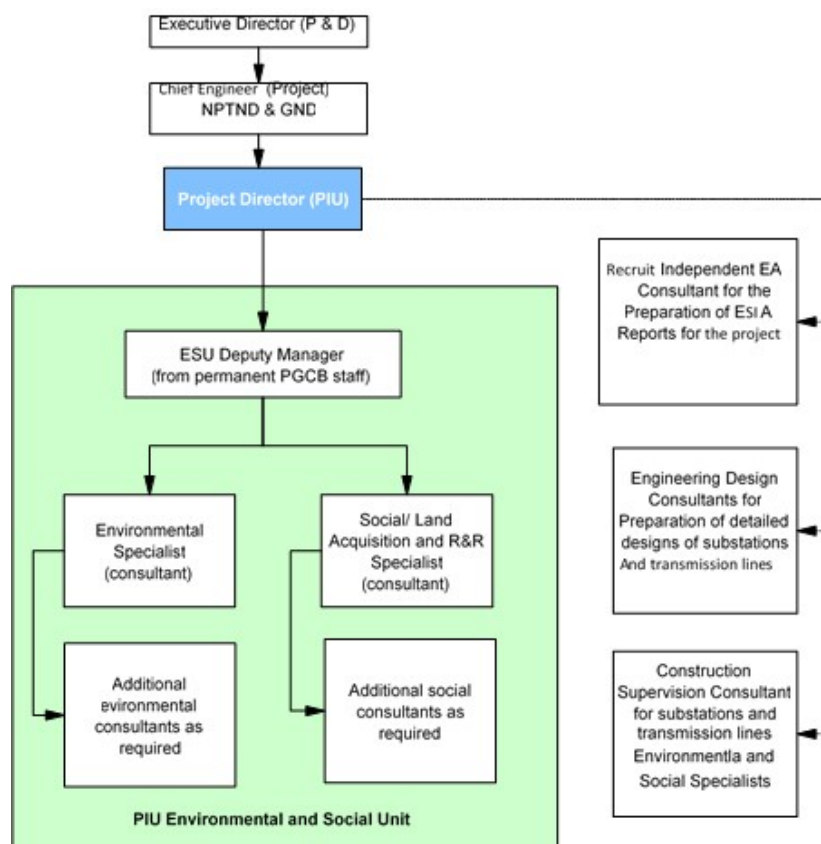 Executive Director (P & D)
Chief Engineer (Project)
NPTND & GND
Project Director (PIU)
ESU Deputy Manager
(from permanent PGCB staff)
Environmental
Specialist
(consultant)
Social/ Land
Acquisition and R&R
Specialist
(consultant)
Additional
environmental
consultants as
required
Additional social
consultants as
required
PIU Environmental and Social Unit
Recruit Independent EA
Consultant for the
Preparation of ESIA
Reports for the project
Engineering Design
Consultants for
Preparation of detailed
designs of substations
And transmission lines
Construction
Supervision Consultant
for substations and
transmission lines
Environmentla and
Social Specialists